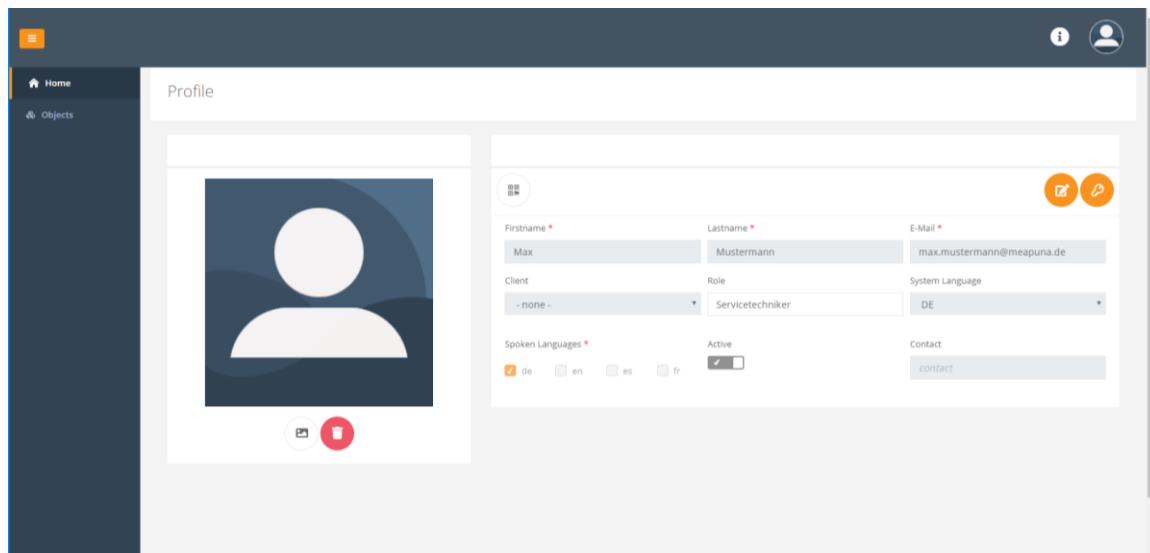 Home
Objects
Profile
Firstname *
Lastname *
E-Mail *
Max
Mustermann
max.mustermann@meapuna.de
Client
Role
System Language
- none -
Servicetechniker
DE
Spoken Languages *
Active
Contact
de
en
es
fr
contact